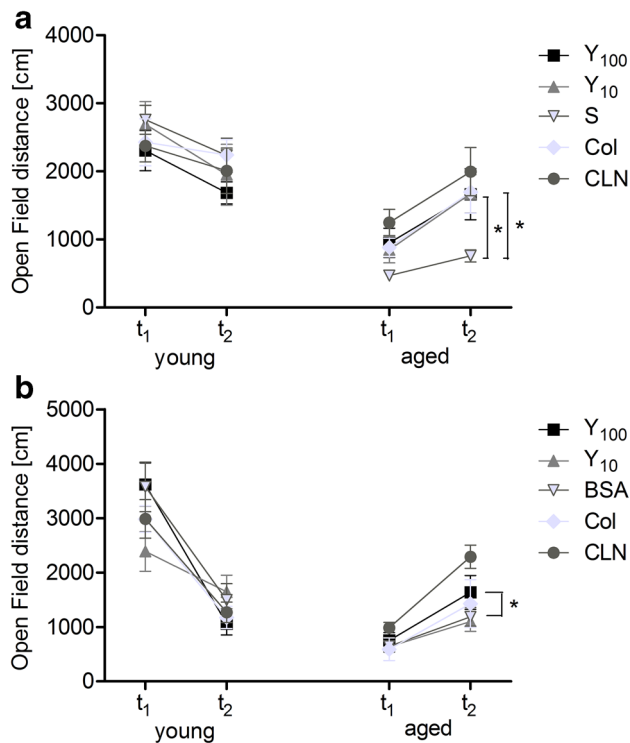 a
Open Field distance [cm]
4000
3000
2000
1000
0
t1 t2 t1 t2
young aged
* *
Y100
Y10
S
Col
CLN
b
Open Field distance [cm]
5000
4000
3000
2000
1000
0
t1 t2 t1 t2
young aged
*
Y100
Y10
BSA
Col
CLN